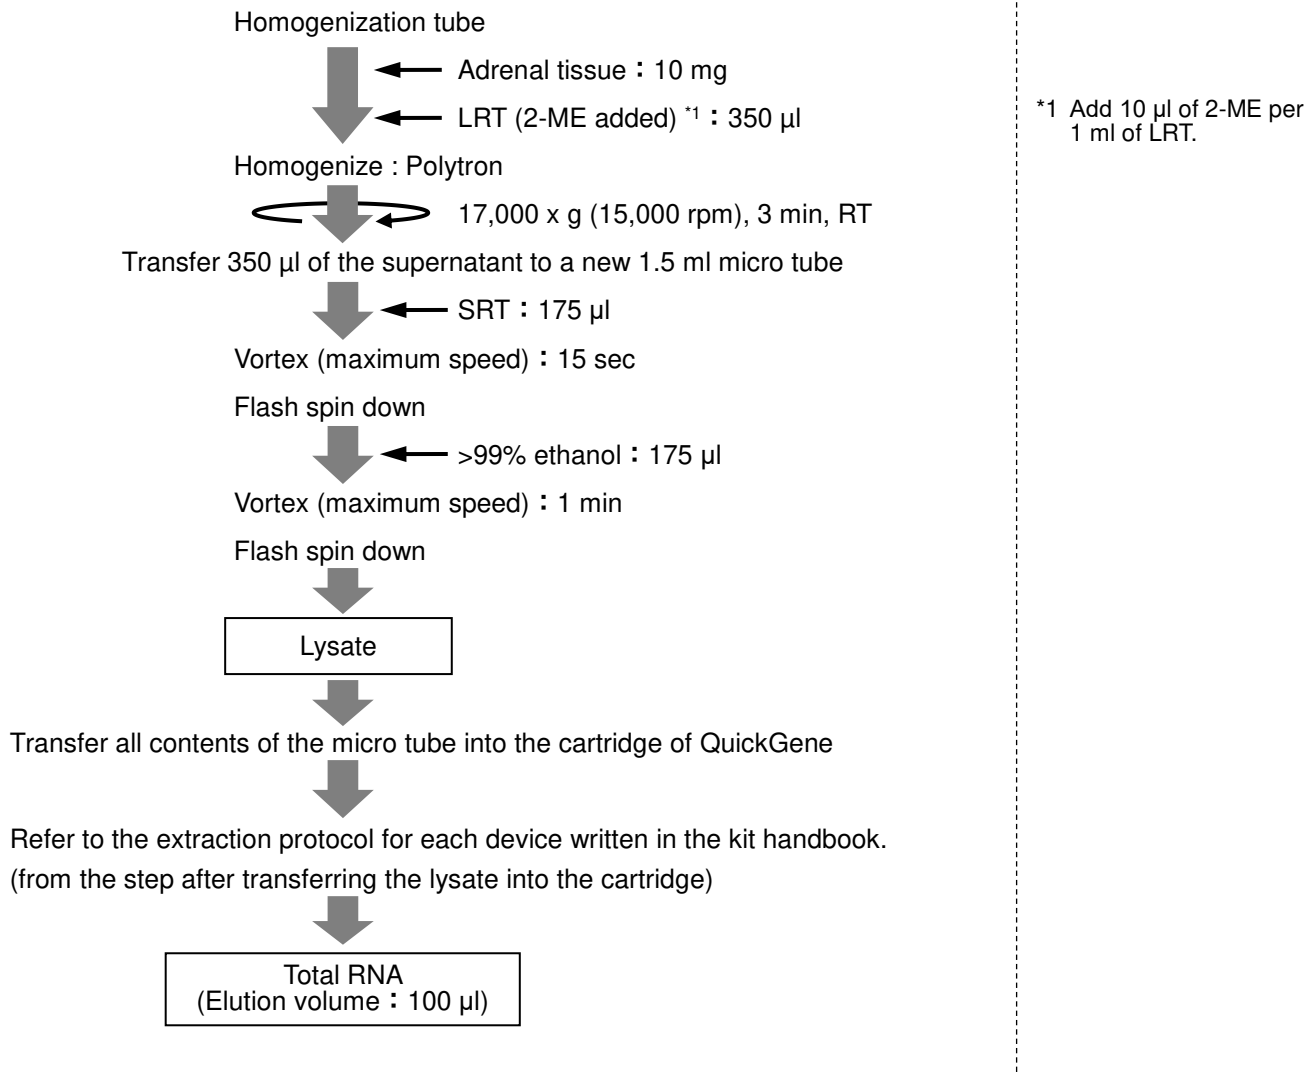 Homogenization tube
Adrenal tissue：10 mg
LRT (2-ME added) *1：350 µl
*1 Add 10 µl of 2-ME per
1 ml of LRT.
Homogenize : Polytron
17,000 x g (15,000 rpm), 3 min, RT
Transfer 350 µl of the supernatant to a new 1.5 ml micro tube
SRT：175 µl
Vortex (maximum speed)：15 sec
Flash spin down
>99% ethanol：175 µl
Vortex (maximum speed)：1 min
Flash spin down
Lysate
Transfer all contents of the micro tube into the cartridge of QuickGene
Refer to the extraction protocol for each device written in the kit handbook.
(from the step after transferring the lysate into the cartridge)
Total RNA
(Elution volume：100 µl)